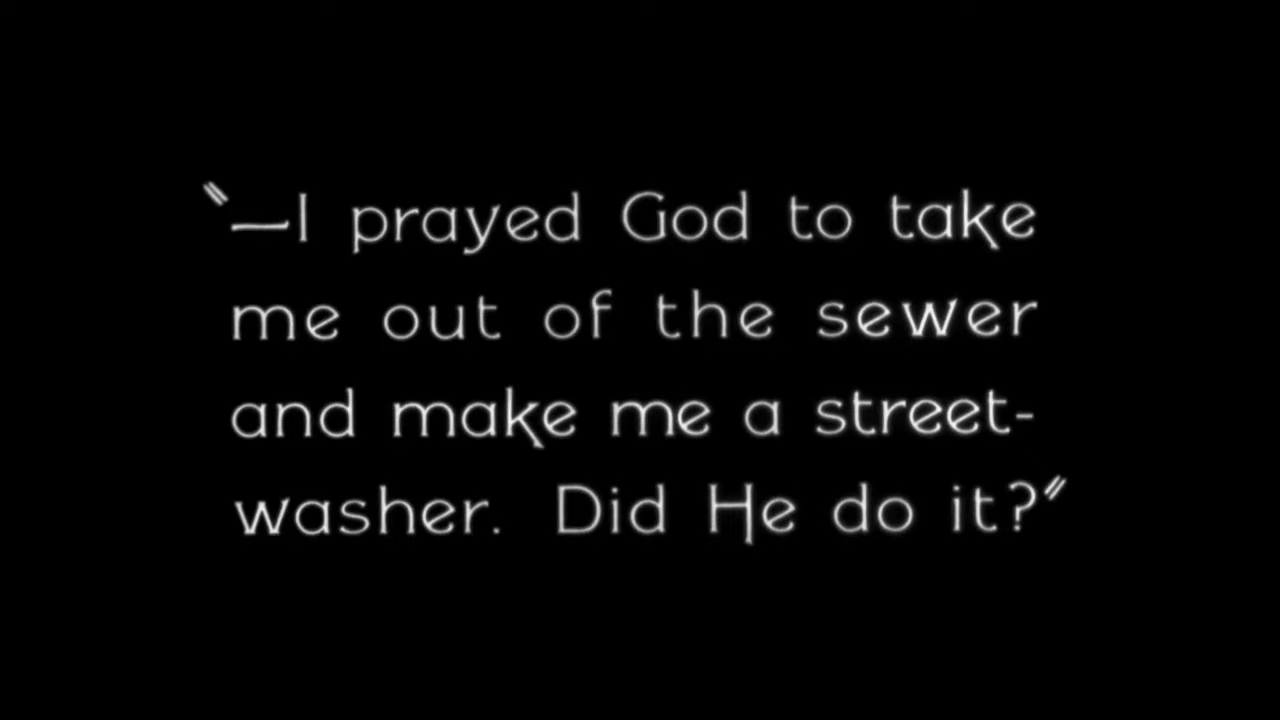 "—I prayed God to take
me out of the sewer
and make me a street-
washer. Did He do it?"